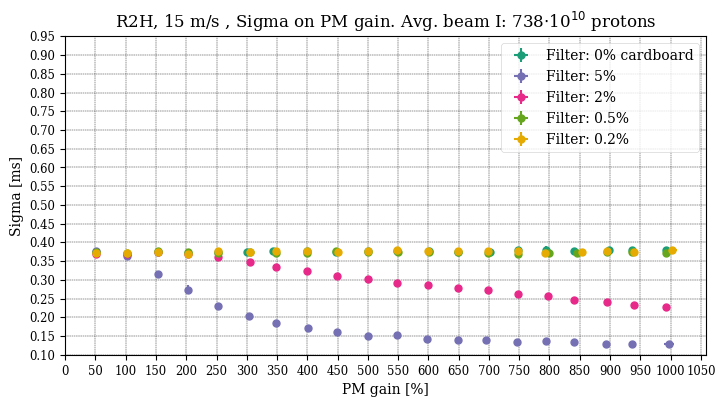 R2H, 15 m/s , Sigma on PM gain. Avg. beam I: 738·10¹⁰ protons
Filter: 0% cardboard
Filter: 5%
Filter: 2%
Filter: 0.5%
Filter: 0.2%
Sigma [ms]
0.95
0.90
0.85
0.80
0.75
0.70
0.65
0.60
0.55
0.50
0.45
0.40
0.35
0.30
0.25
0.20
0.15
0.10
0 50 100 150 200 250 300 350 400 450 500 550 600 650 700 750 800 850 900 950 1000 1050
PM gain [%]